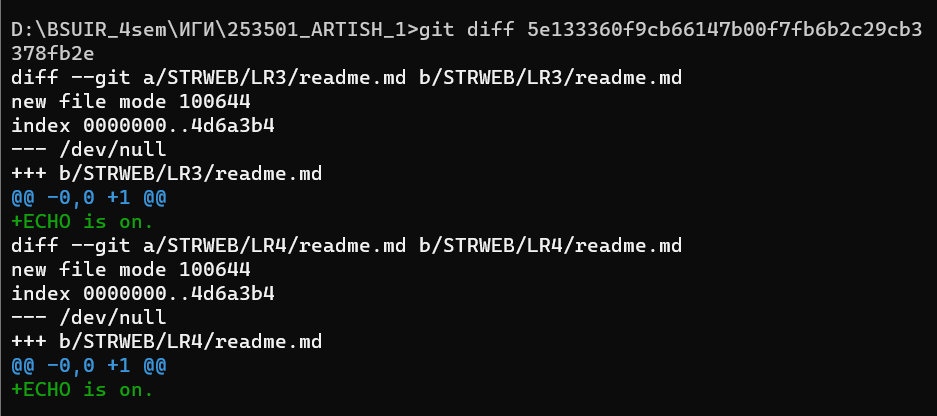 D:\BSUIR_4sem\ИГИ\253501_ARTISH_1>git diff 5e133360f9cb66147b00f7fb6b2c29cb3
378fb2e
diff --git a/STRWEB/LR3/readme.md b/STRWEB/LR3/readme.md
new file mode 100644
index 0000000..4d6a3b4
--- /dev/null
+++ b/STRWEB/LR3/readme.md
@@ -0,0 +1 @@
+ECHO is on.
diff --git a/STRWEB/LR4/readme.md b/STRWEB/LR4/readme.md
new file mode 100644
index 0000000..4d6a3b4
--- /dev/null
+++ b/STRWEB/LR4/readme.md
@@ -0,0 +1 @@
+ECHO is on.